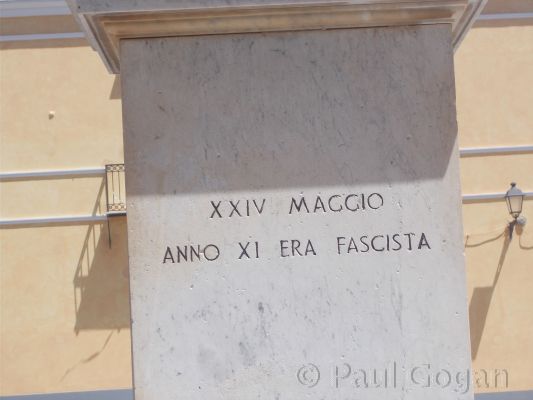 XXIV MAGGIO
ANNO XI ERA FASCISTA
© Paul Gogan